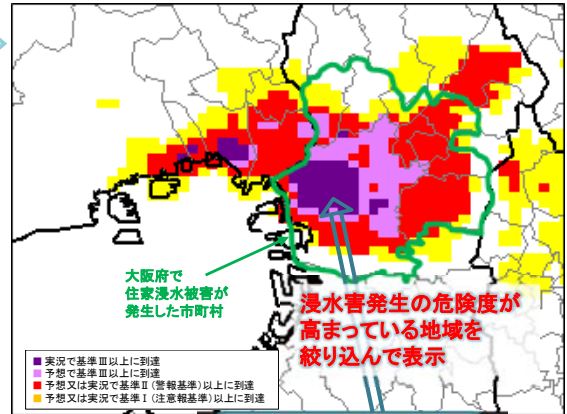 大阪府で
住家浸水被害が
発生した市町村
浸水害発生の危険度が
高まっている地域を
絞り込んで表示
実況で基準Ⅲ以上に到達
予想で基準Ⅲ以上に到達
予想又は実況で基準Ⅱ（警報基準）以上に到達
予想又は実況で基準Ⅰ（注意報基準）以上に到達